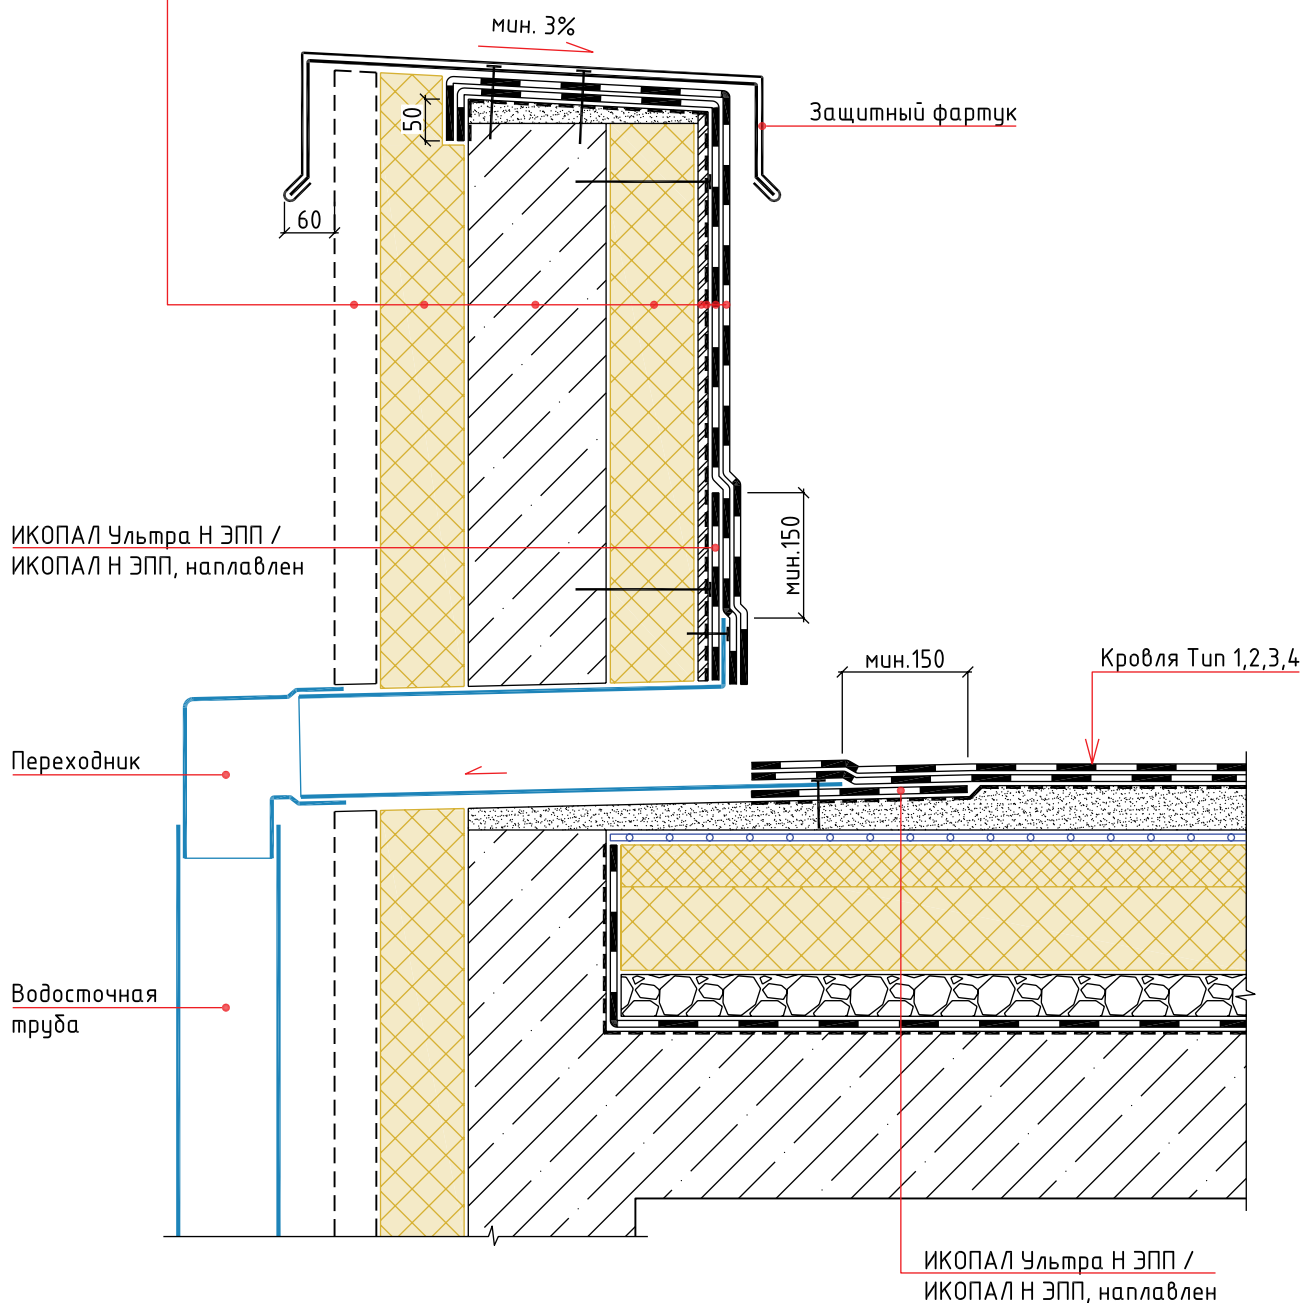 мин. 3%
Защитный фартук
50
60
ИКОПАЛ Ультра Н ЭПП /
ИКОПАЛ Н ЭПП, наплавлен
мин.150
мин.150
Кровля Тип 1,2,3,4
Переходник
Водосточная
труба
ИКОПАЛ Ультра Н ЭПП /
ИКОПАЛ Н ЭПП, наплавлен